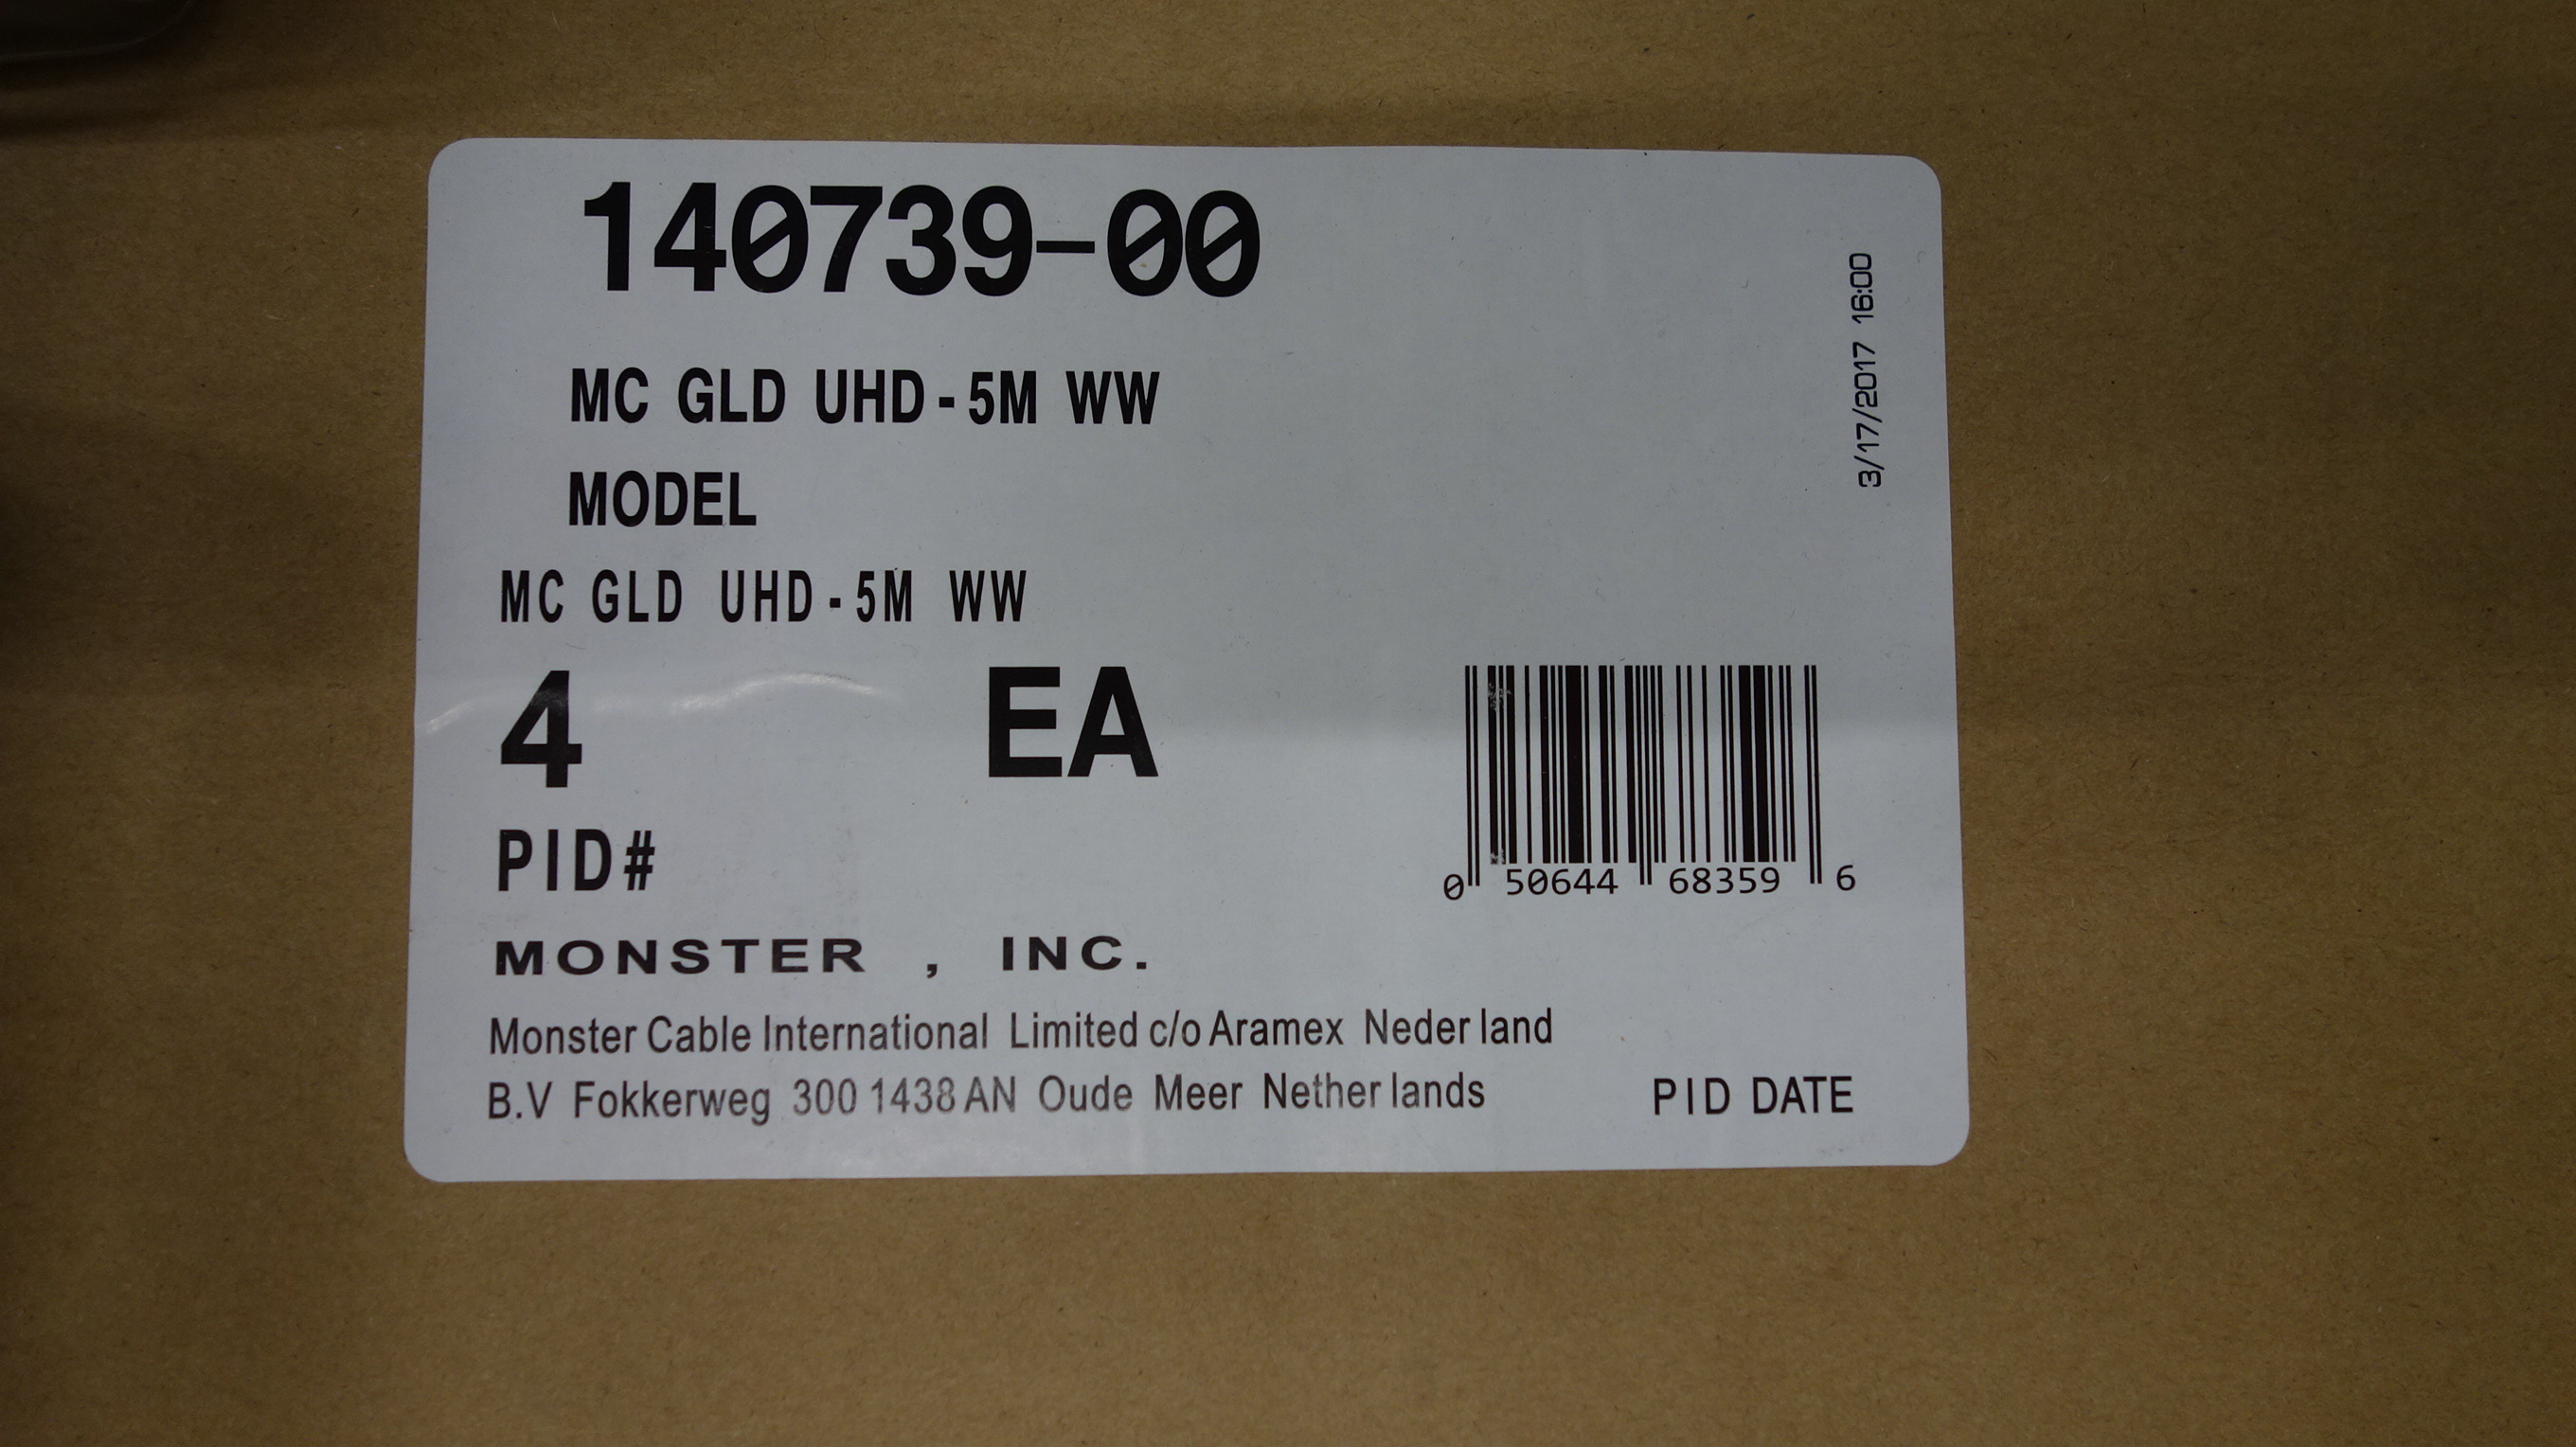 140739-00
3/17/2017 16:00
MC GLD UHD-5M WW
MODEL
MC GLD UHD-5M WW
4 EA
PID#
0 50644 68359 6
MONSTER , INC.
Monster Cable International Limited c/o Aramex Neder land
B.V Fokkerweg 300 1438 AN Oude Meer Nether lands
PID DATE